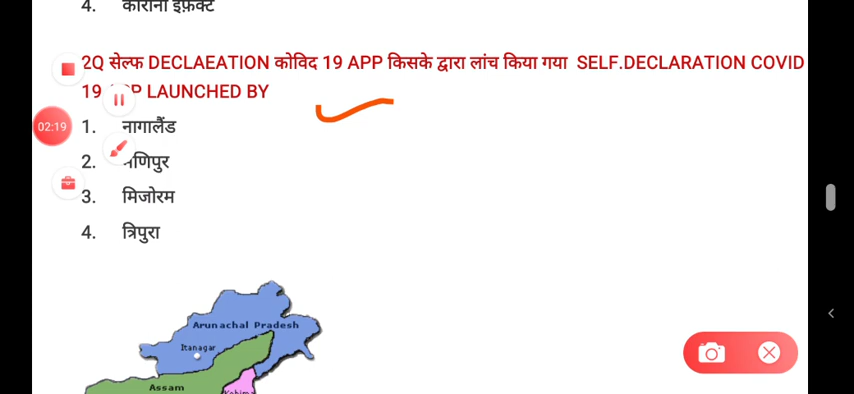 4. कोरोना इफ़ेक्ट
2Q सेल्फ DECLAEATION कोविद 19 APP किसके द्वारा लांच किया गया SELF.DECLARATION COVID
19 LAUNCHED BY
02:19
1. नागालैंड
2. मणिपुर
3. मिजोरम
4. त्रिपुरा
Arunachal Pradesh
Itanagar
Assam